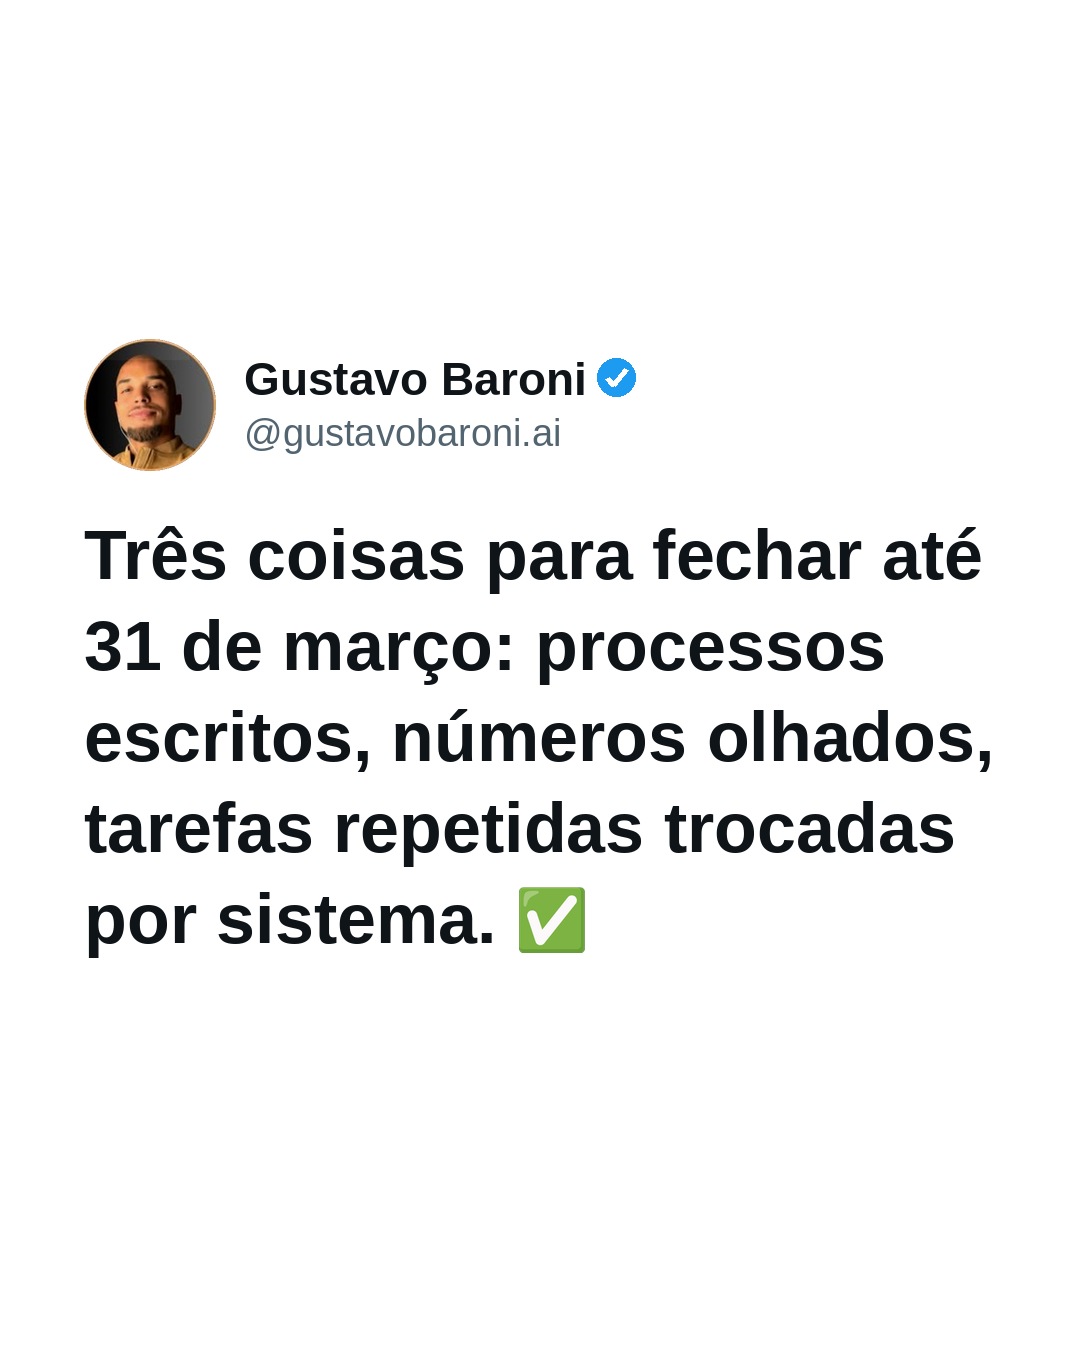 Gustavo Baroni
@gustavobaroni.ai
Três coisas para fechar até
31 de março: processos
escritos, números olhados,
tarefas repetidas trocadas
por sistema. ✅